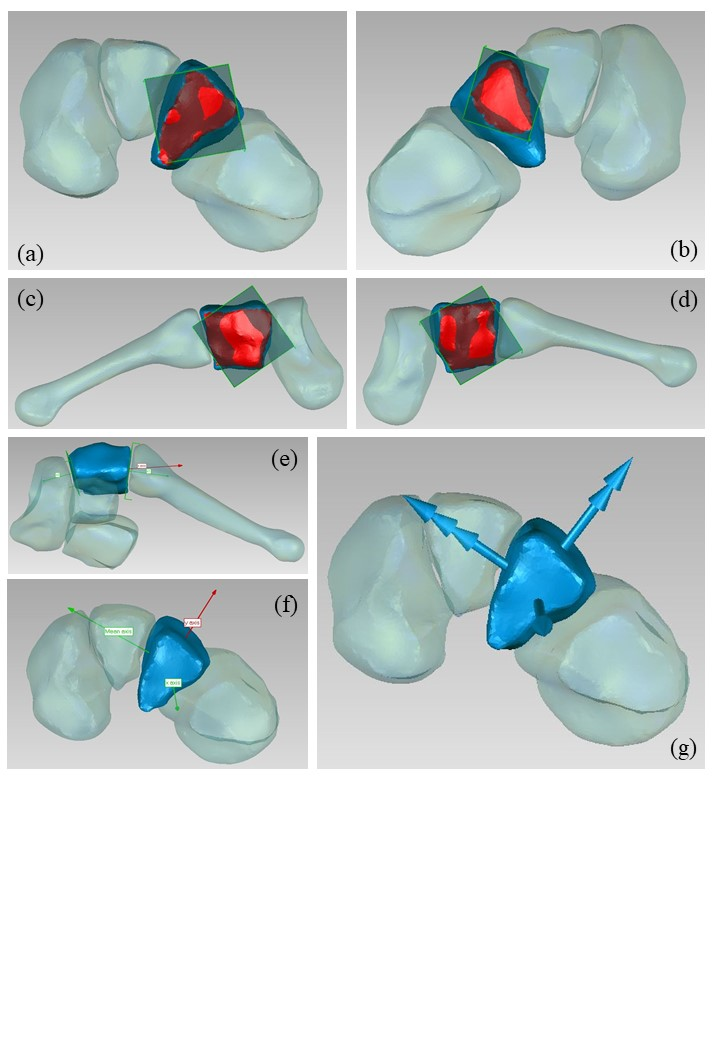 (a)
(b)
(c)
(d)
(e)
(f)
Mean axis
y axis
x axis
(g)